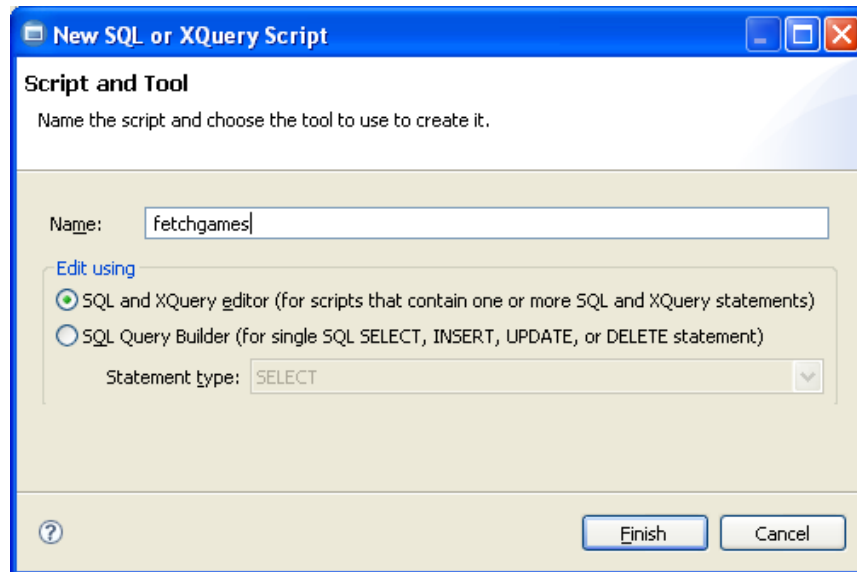 New SQL or XQuery Script
Script and Tool
Name the script and choose the tool to use to create it.
Name: fetchgames
Edit using
SQL and XQuery editor (for scripts that contain one or more SQL and XQuery statements)
SQL Query Builder (for single SQL SELECT, INSERT, UPDATE, or DELETE statement)
Statement type: SELECT
? Finish Cancel